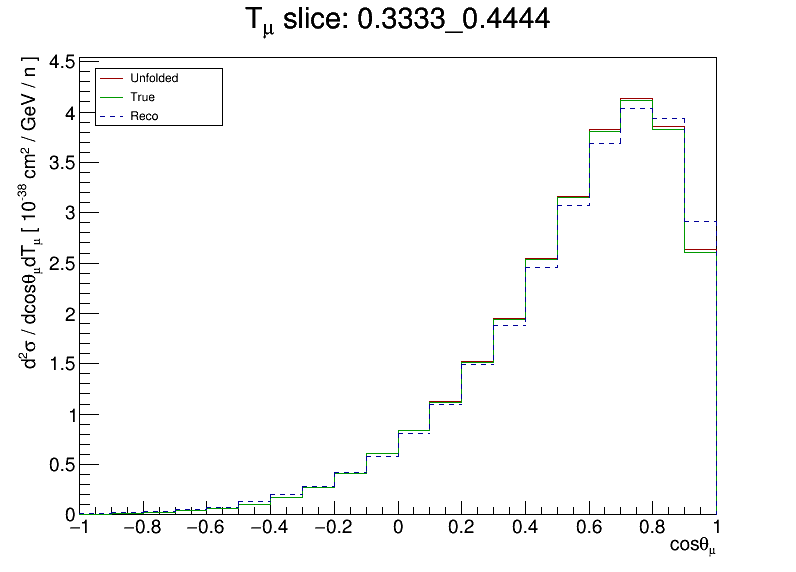 Tμ slice: 0.3333_0.4444
d²σ / dcosθμdTμ [ 10⁻³⁸ cm² / GeV / n ]
4.5
4
3.5
3
2.5
2
1.5
1
0.5
0
Unfolded
True
Reco
−1 −0.8 −0.6 −0.4 −0.2 0 0.2 0.4 0.6 0.8 1
cosθμ